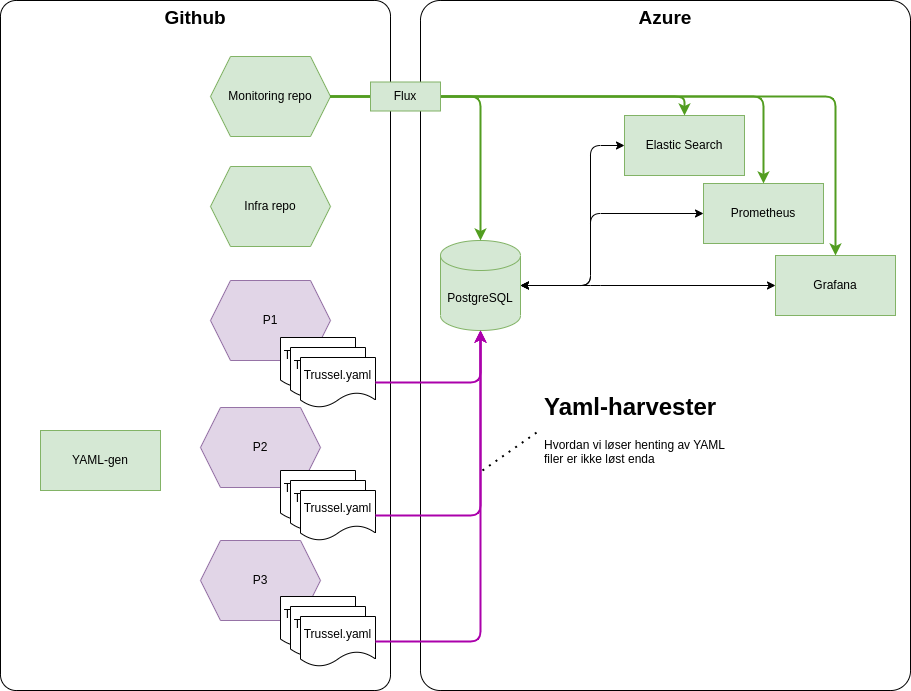 Github
Azure
Monitoring repo
Flux
Elastic Search
Infra repo
Prometheus
PostgreSQL
Grafana
P1
T
T
Trussel.yaml
Yaml-harvester
Hvordan vi løser henting av YAML
filer er ikke løst enda
P2
YAML-gen
T
T
Trussel.yaml
P3
T
T
Trussel.yaml